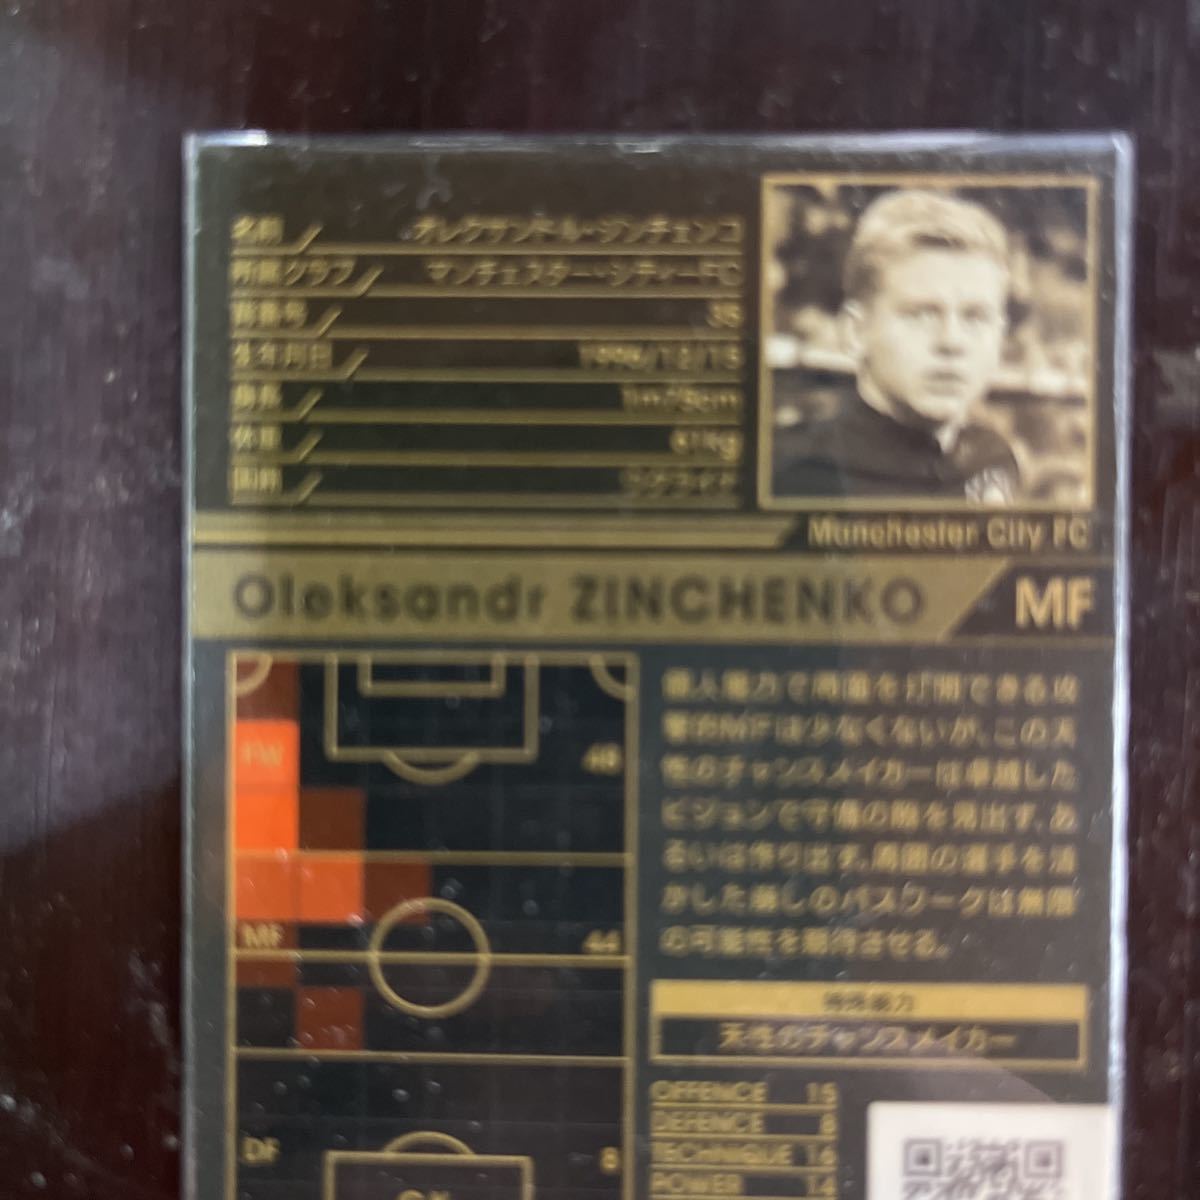 名前 オレクサンドル・ジンチェンコ
所属クラブ マンチェスター・シティーFC
背番号 35
生年月日 1996/12/15
身長 1m75cm
体重 61kg
国籍 ウクライナ
Manchester City FC
Oleksandr ZINCHENKO MF
FW 48
MF 44
DF 8
GK
個人能力で局面を打開できる攻
撃的MFは少なくないが、この天
性のチャンスメイカーは卓越した
ビジョンで守備の隙を見出す、あ
るいは作り出す。周囲の選手を活
かした崩しのパスワークは無限
の可能性を期待させる。
特殊能力
天性のチャンスメイカー
OFFENCE 15
DEFENCE 8
TECHNIQUE 16
POWER 14